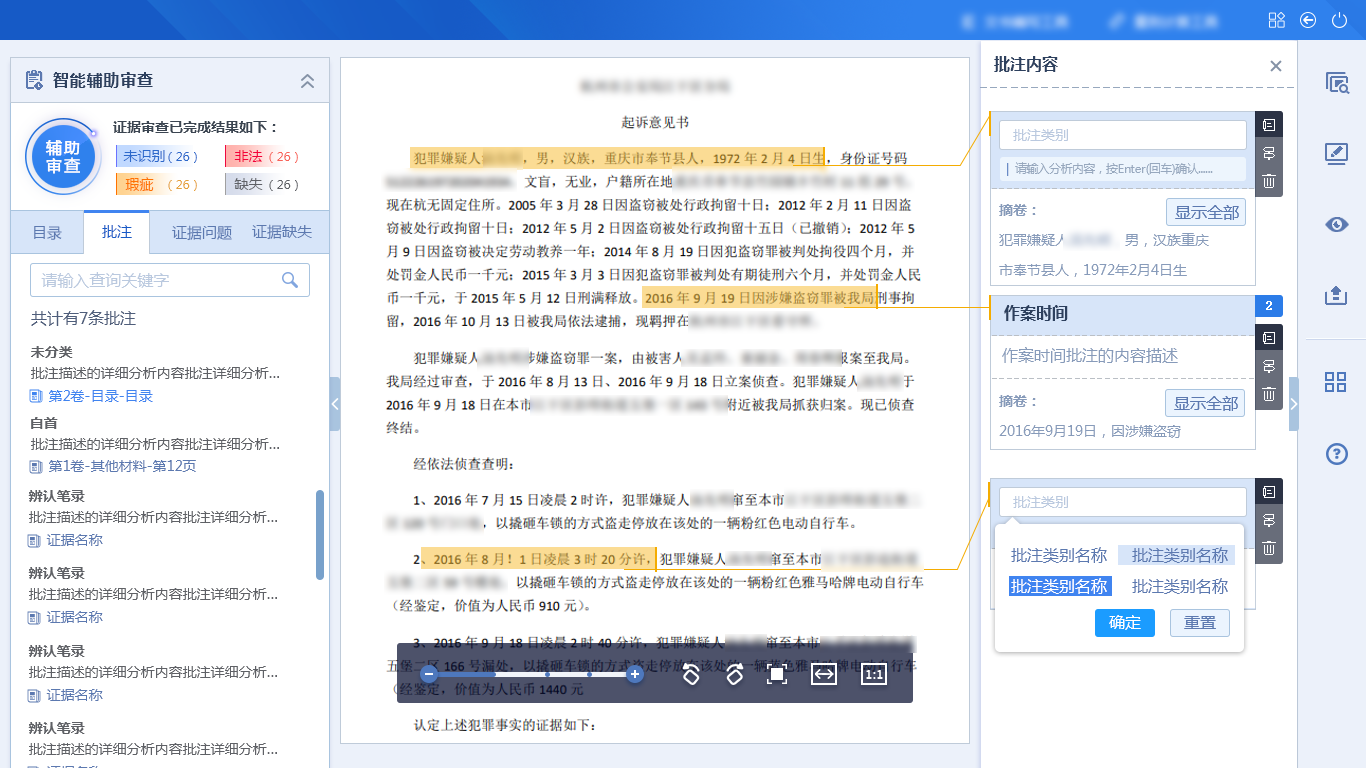 智能辅助审查
辅助
审查
证据审查已完成结果如下：
未识别 ( 26 )
非法 ( 26 )
瑕疵 ( 26 )
缺失 ( 26 )
目录
批注
证据问题
证据缺失
请输入查询关键字
共计有7条批注
未分类
批注描述的详细分析内容批注详细分析...
第2卷-目录-目录
自首
批注描述的详细分析内容批注详细分析...
第1卷-其他材料-第12页
辨认笔录
批注描述的详细分析内容批注详细分析...
证据名称
辨认笔录
批注描述的详细分析内容批注详细分析...
证据名称
辨认笔录
批注描述的详细分析内容批注详细分析...
证据名称
辨认笔录
批注描述的详细分析内容批注详细分析...
起诉意见书
犯罪嫌疑人，男，汉族，重庆市奉节县人，1972 年 2 月 4 日生，身份证号码
文盲，无业，户籍所在地
现在杭无固定住所。2005 年 3 月 28 日因盗窃被处行政拘留十日；2012 年 2 月 11 日因盗
窃被处行政拘留十日；2012 年 5 月 2 日因盗窃被处行政拘留十五日（已撤销）；2012 年 5
月 9 日因盗窃被决定劳动教养一年；2014 年 8 月 19 日因犯盗窃罪被判处拘役四个月，并
处罚金人民币一千元；2015 年 3 月 3 日因犯盗窃罪被判处有期徒刑六个月，并处罚金人民
币一千元，于 2015 年 5 月 12 日刑满释放。2016 年 9 月 19 日因涉嫌盗窃罪被我局刑事拘
留，2016 年 10 月 13 日被我局依法逮捕，现羁押在
犯罪嫌疑人涉嫌盗窃罪一案，由被害人报案至我局。
我局经过审查，于 2016 年 8 月 13 日、2016 年 9 月 18 日立案侦查。犯罪嫌疑人于
2016 年 9 月 18 日在本市附近被我局抓获归案。现已侦查
终结。
经依法侦查查明：
1、2016 年 7 月 15 日凌晨 2 时许，犯罪嫌疑人窜至本市
，以撬砸车锁的方式盗走停放在该处的一辆粉红色电动自行车。
2、2016 年 8月！1 日凌晨 3 时 20 分许，犯罪嫌疑人窜至本市
以撬砸车锁的方式盗走停放在该处的一辆粉红色雅马哈牌电动自行车
（经鉴定，价值为人民币 910 元）。
3、2016 年 9 月 18 日凌晨 2 时 40 分许，犯罪嫌疑人窜至本市
五堡二区 166 号漏处，以撬砸车锁的方式盗走停放在该处的一辆蓝色雅马哈牌电动自行车
（经鉴定，价值为人民币 1440 元
1:1
认定上述犯罪事实的证据如下：
批注内容
批注类别
请输入分析内容，按Enter(回车)确认......
摘卷：
显示全部
犯罪嫌疑人男，汉族重庆
市奉节县人，1972年2月4日生
作案时间
2
作案时间批注的内容描述
摘卷：
显示全部
2016年9月19日，因涉嫌盗窃
批注类别
批注类别名称
批注类别名称
批注类别名称
批注类别名称
确定
重置